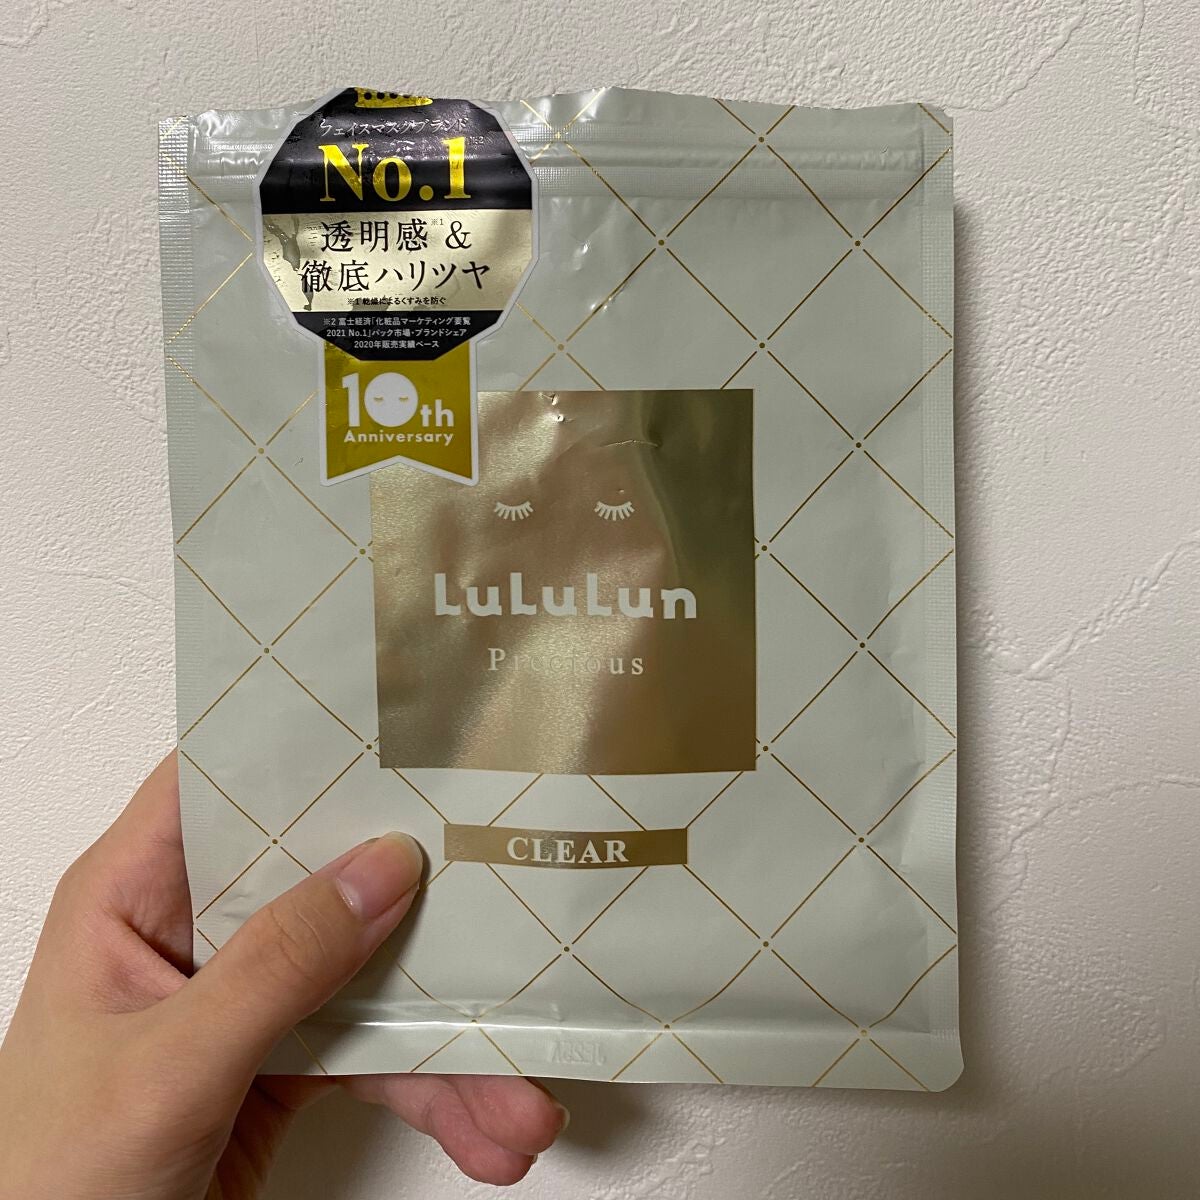 フェイスマスクブランド※2
No.1
透明感※1&
徹底ハリツヤ
※1 乾燥によるくすみを防ぐ
※2 富士経済「化粧品マーケティング要覧
2021 No.1」パック市場・ブランドシェア
2020年販売実績ベース
10th
Anniversary
LuLuLun
Precious
CLEAR